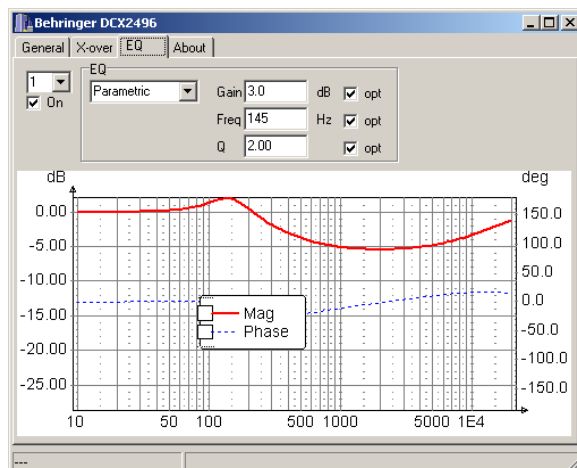 Behringer DCX2496
General X-over EQ About
EQ
1
On
Parametric
Gain 3.0 dB opt
Freq 145 Hz opt
Q 2.00 opt
dB deg
0.00 150.0
-5.00 100.0
50.0
-10.00 0.0
-15.00 -50.0
-20.00 -100.0
-25.00 -150.0
Mag
Phase
10 50 100 500 1000 5000 1E4
---